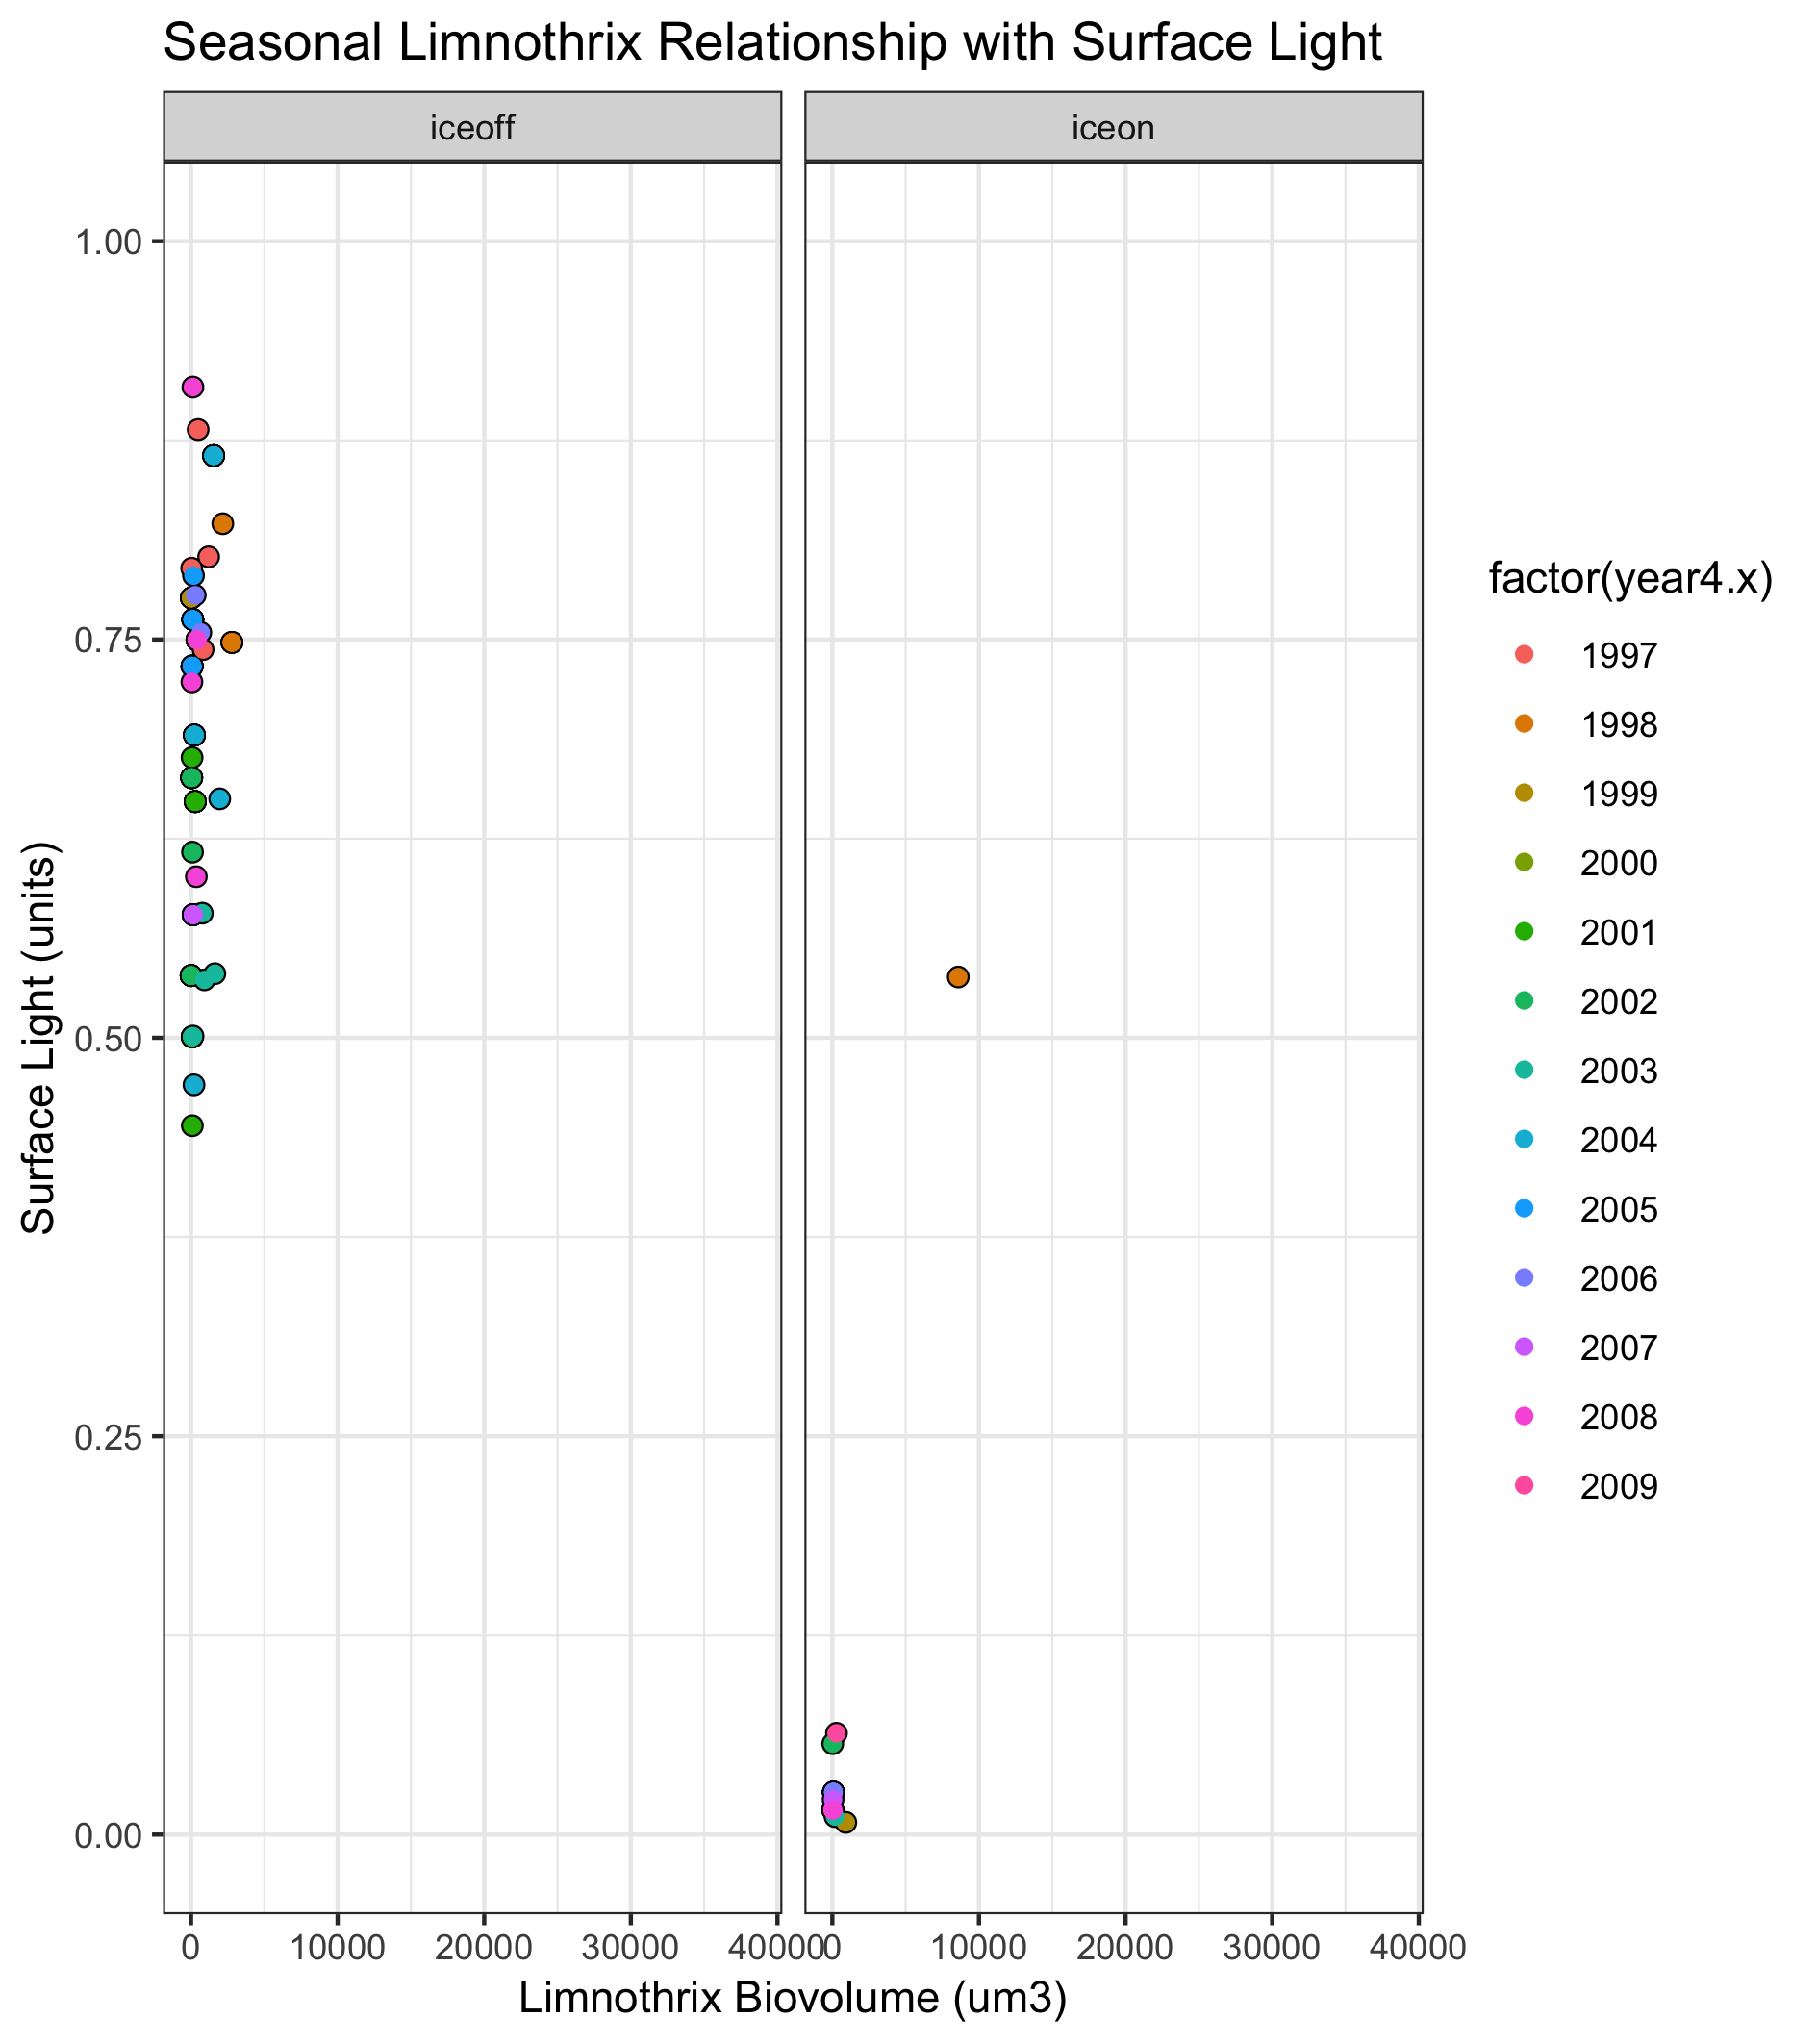 Seasonal Limnothrix Relationship with Surface Light
iceoff
iceon
1.00
0.75
0.50
0.25
0.00
Surface Light (units)
0 10000 20000 30000 40000
0 10000 20000 30000 40000
Limnothrix Biovolume (um3)
factor(year4.x)
1997
1998
1999
2000
2001
2002
2003
2004
2005
2006
2007
2008
2009